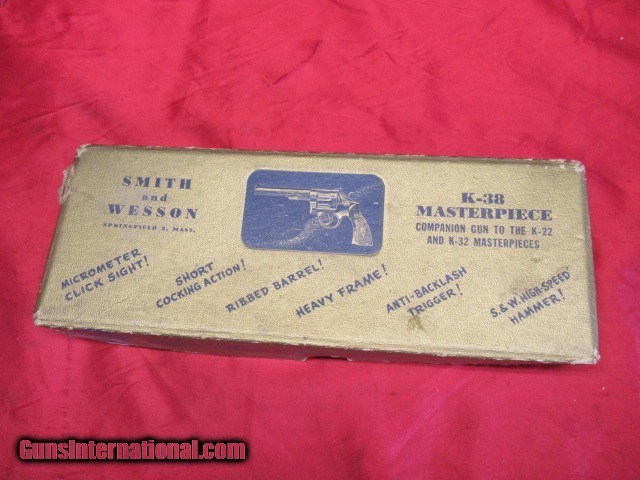 SMITH
and
WESSON
SPRINGFIELD 2, MASS.
K-38
MASTERPIECE
COMPANION GUN TO THE K-22
AND K-32 MASTERPIECES
MICROMETER
CLICK SIGHT!
SHORT
COCKING ACTION!
RIBBED BARREL!
HEAVY FRAME!
ANTI-BACKLASH
TRIGGER!
S. & W. HIGH-SPEED
HAMMER!
GunsInternational.com